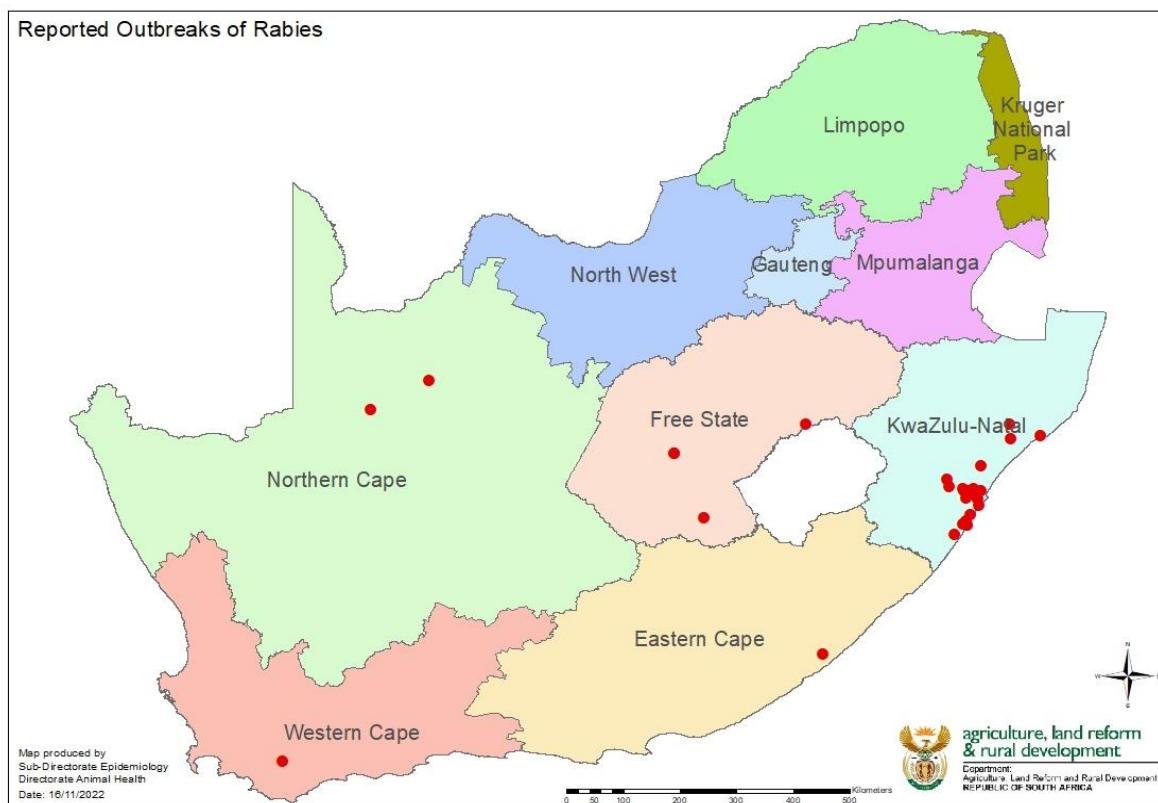 Reported Outbreaks of Rabies
Kruger
National
Park
Limpopo
North West
Gauteng
Mpumalanga
Free State
KwaZulu-Natal
Northern Cape
Eastern Cape
Western Cape
N
W
S
Map produced by
Sub-Directorate Epidemiology
Directorate Animal Health
Date: 16/11/2022
Kilometers
0 50 100 200 300 400 500
agriculture, land reform
& rural development
Department:
Agriculture, Land Reform and Rural Development
REPUBLIC OF SOUTH AFRICA